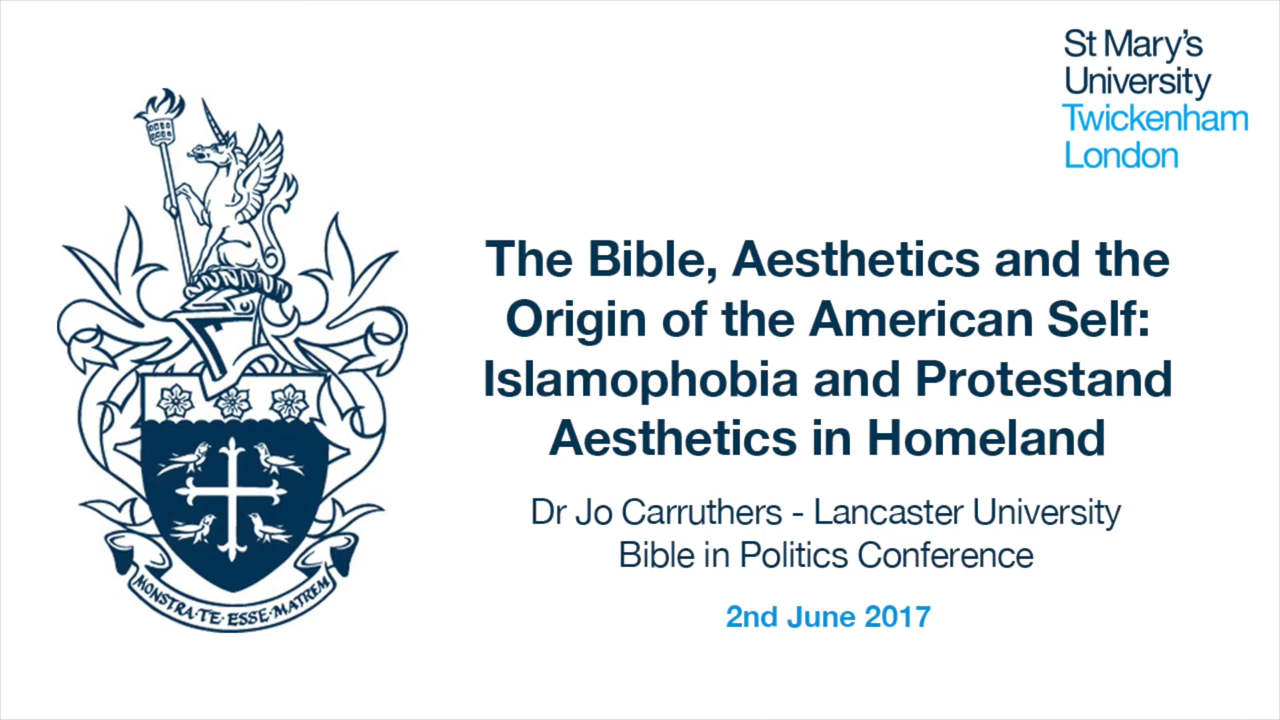 St Mary's
University
Twickenham
London
The Bible, Aesthetics and the
Origin of the American Self:
Islamophobia and Protestand
Aesthetics in Homeland
Dr Jo Carruthers - Lancaster University
Bible in Politics Conference
2nd June 2017
MONSTRA·TE·ESSE·MATREM